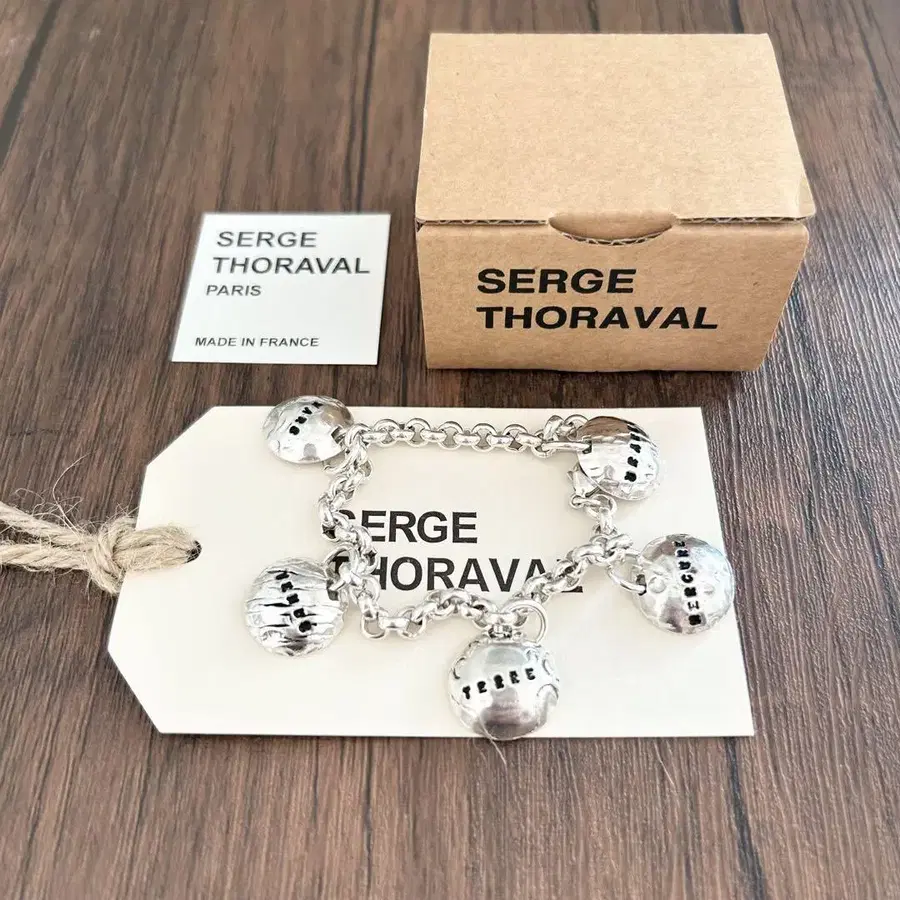 SERGE
THORAVAL
PARIS
MADE IN FRANCE
SERGE
THORAVAL
SERGE
THORAVAL
TERRE
MERCURE